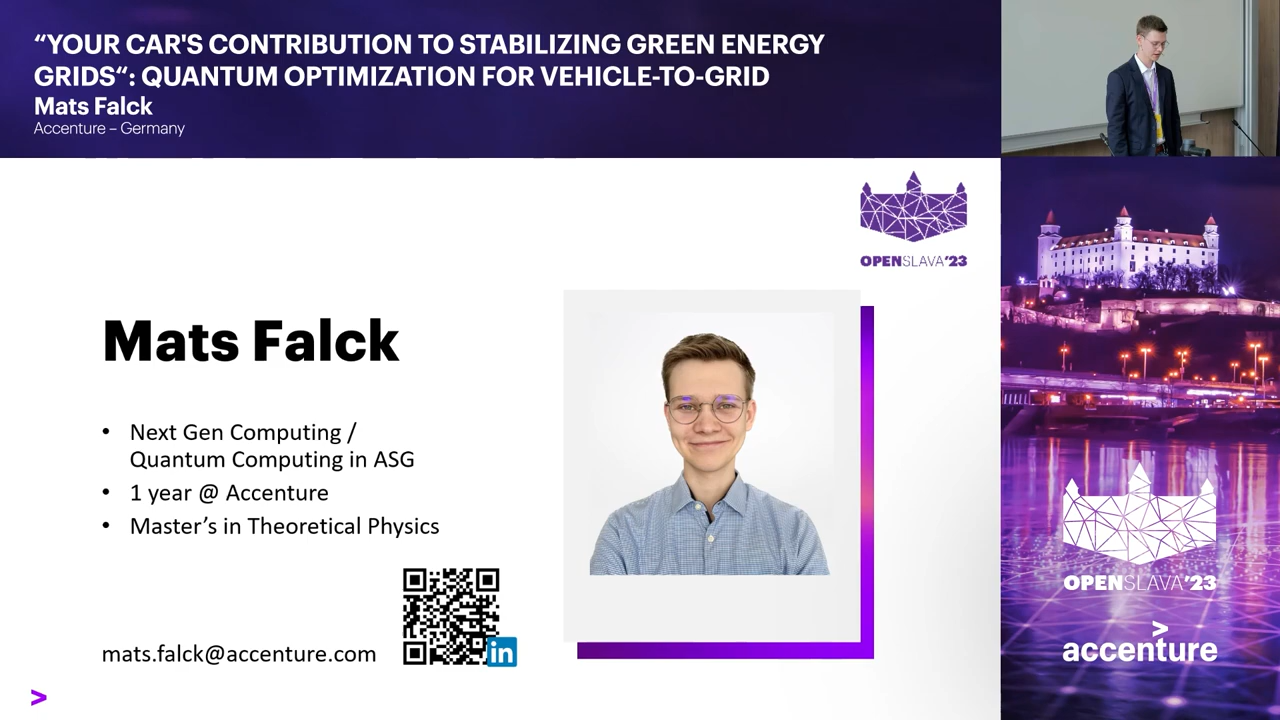 “YOUR CAR'S CONTRIBUTION TO STABILIZING GREEN ENERGY
GRIDS“: QUANTUM OPTIMIZATION FOR VEHICLE-TO-GRID
Mats Falck
Accenture – Germany
OPENSLAVA'23
Mats Falck
• Next Gen Computing /
Quantum Computing in ASG
• 1 year @ Accenture
• Master’s in Theoretical Physics
mats.falck@accenture.com
in
>
OPENSLAVA'23
>
accenture